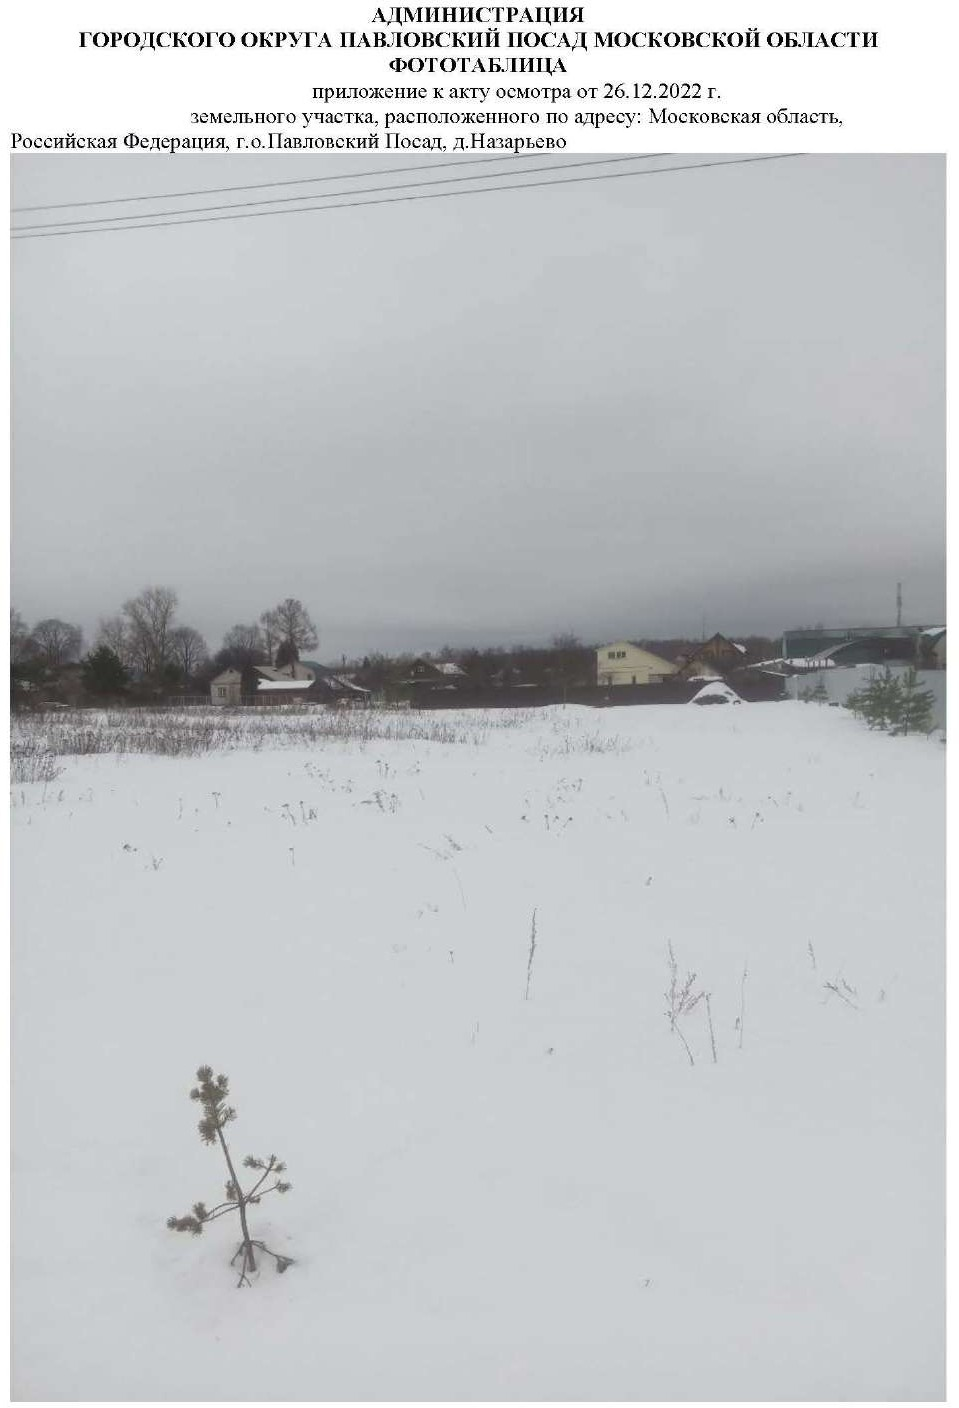 АДМИНИСТРАЦИЯ
ГОРОДСКОГО ОКРУГА ПАВЛОВСКИЙ ПОСАД МОСКОВСКОЙ ОБЛАСТИ
ФОТОТАБЛИЦА
приложение к акту осмотра от 26.12.2022 г.
земельного участка, расположенного по адресу: Московская область,
Российская Федерация, г.о.Павловский Посад, д.Назарьево